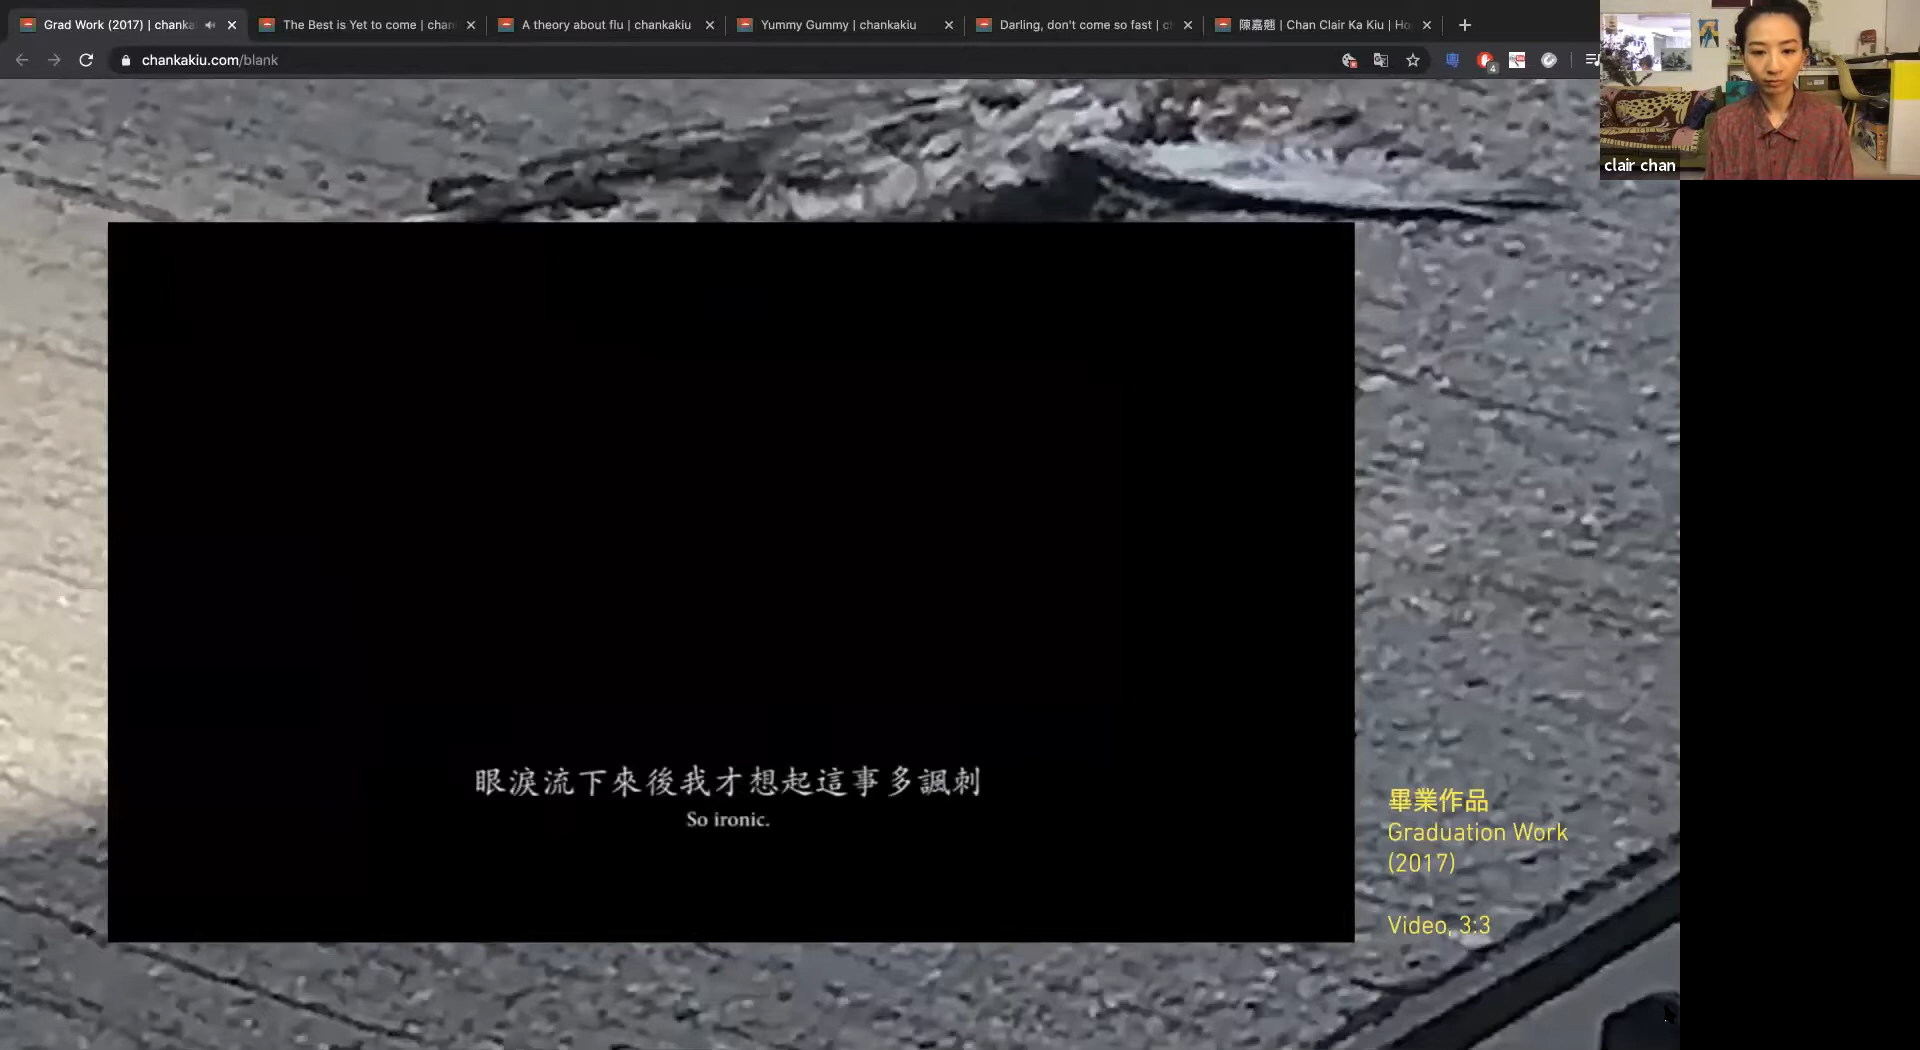 Grad Work (2017) | chanka
The Best is Yet to come | chan
A theory about flu | chankakiu
Yummy Gummy | chankakiu
Darling, don't come so fast | c
陳嘉翹 | Chan Clair Ka Kiu | Ho
chankakiu.com/blank
4
clair chan
眼淚流下來後我才想起這事多諷刺
So ironic.
畢業作品
Graduation Work
(2017)
Video, 3:3